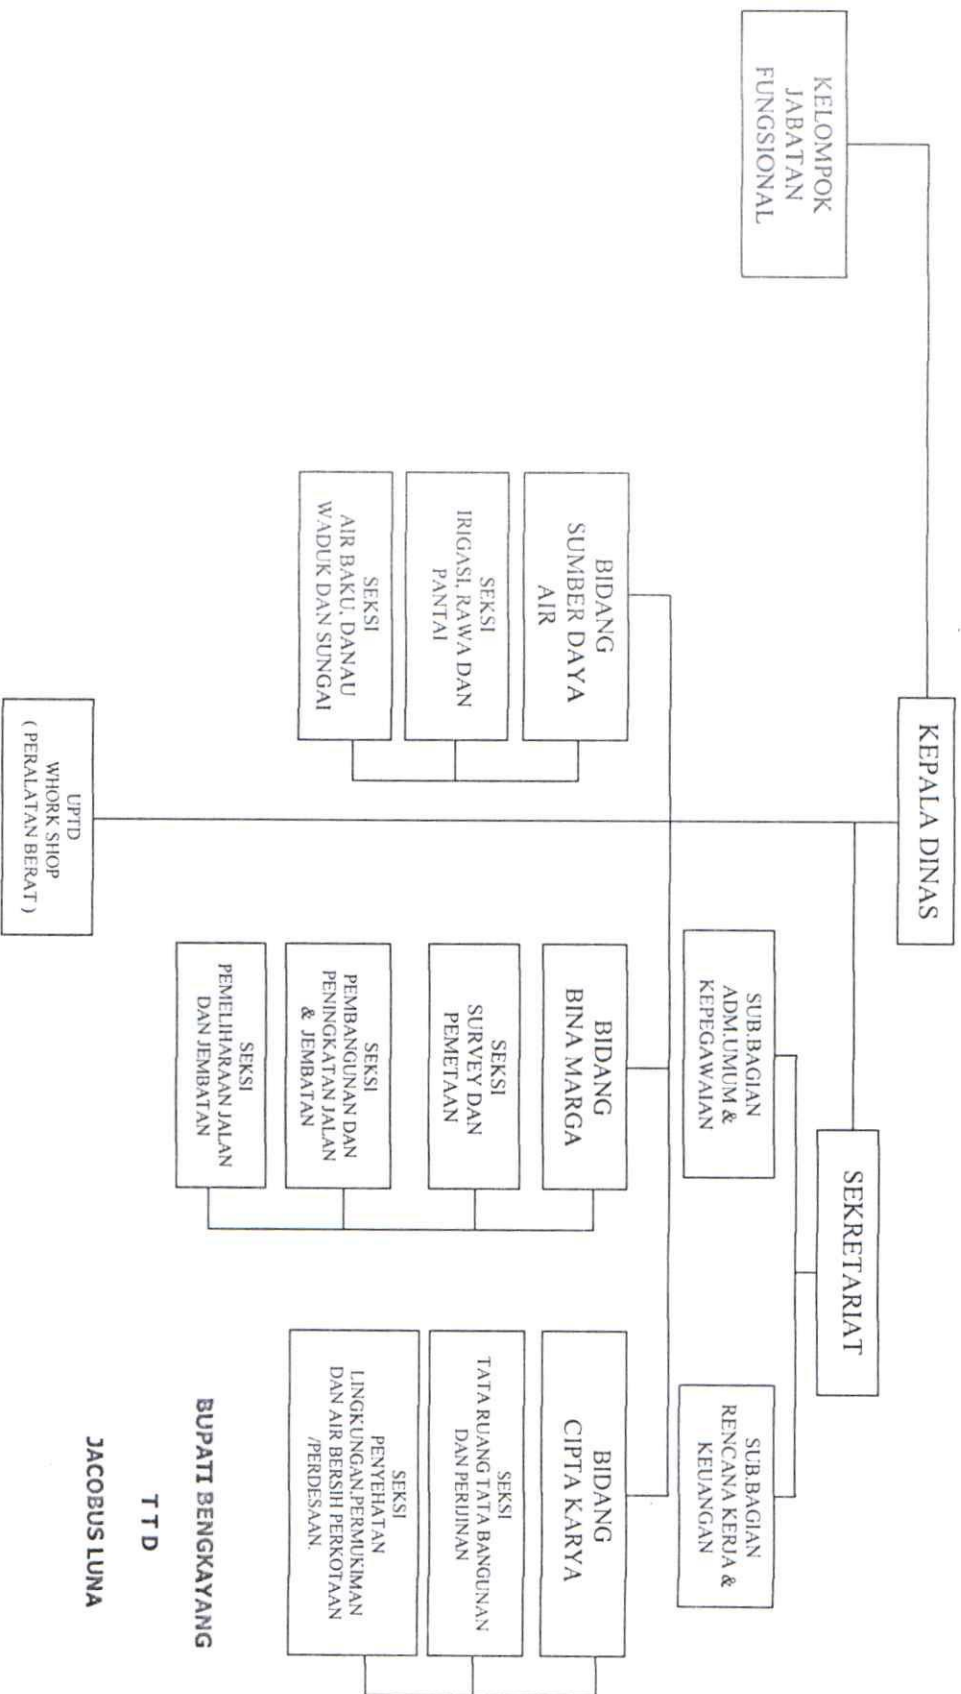 KEPALA DINAS
KELOMPOK
JABATAN
FUNGSIONAL
SEKRETARIAT
SUB.BAGIAN
ADM.UMUM &
KEPEGAWAIAN
SUB.BAGIAN
RENCANA KERJA &
KEUANGAN
BIDANG
SUMBER DAYA
AIR
SEKSI
IRIGASI, RAWA DAN
PANTAI
SEKSI
AIR BAKU, DANAU
WADUK DAN SUNGAI
BIDANG
BINA MARGA
SEKSI
SURVEY DAN
PEMETAAN
SEKSI
PEMBANGUNAN DAN
PENINGKATAN JALAN
& JEMBATAN
SEKSI
PEMELIHARAAN JALAN
DAN JEMBATAN
BIDANG
CIPTA KARYA
SEKSI
TATA RUANG TATA BANGUNAN
DAN PERIJINAN
SEKSI
PENYEHATAN
LINGKUNGAN,PERMUKIMAN
DAN AIR BERSIH PERKOTAAN
/PERDESAAN.
UPTD
WHORK SHOP
( PERALATAN BERAT )
BUPATI BENGKAYANG
T T D
JACOBUS LUNA